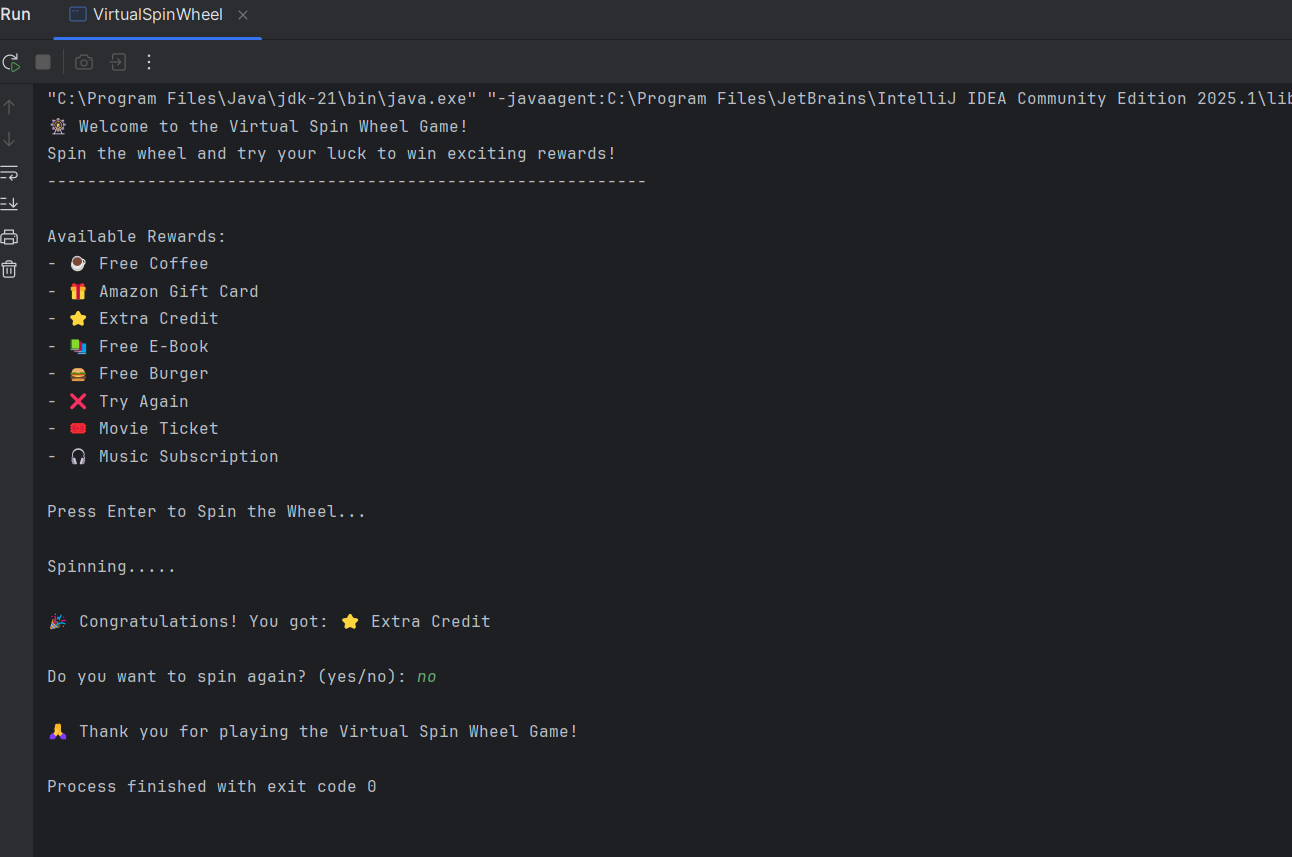 Run VirtualSpinWheel
"C:\Program Files\Java\jdk-21\bin\java.exe" "-javaagent:C:\Program Files\JetBrains\IntelliJ IDEA Community Edition 2025.1\lib
🎡 Welcome to the Virtual Spin Wheel Game!
Spin the wheel and try your luck to win exciting rewards!
---------------------------------------------------------------
Available Rewards:
- ☕ Free Coffee
- 🎁 Amazon Gift Card
- ⭐ Extra Credit
- 📚 Free E-Book
- 🍔 Free Burger
- ❌ Try Again
- 🎟 Movie Ticket
- 🎧 Music Subscription
Press Enter to Spin the Wheel...
Spinning.....
🎉 Congratulations! You got: ⭐ Extra Credit
Do you want to spin again? (yes/no): no
🙏 Thank you for playing the Virtual Spin Wheel Game!
Process finished with exit code 0